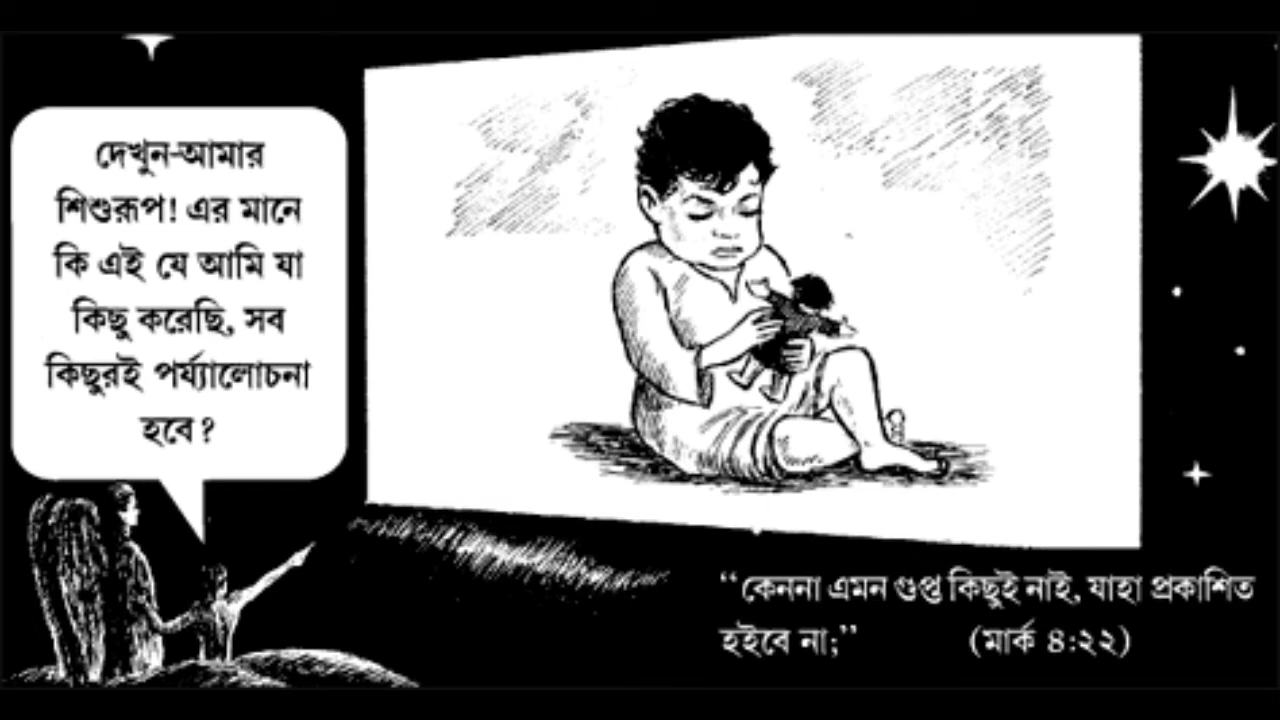 দেখুন-আমার
শিশুরূপ! এর মানে
কি এই যে আমি যা
কিছু করেছি, সব
কিছুরই পর্য্যালোচনা
হবে?
“কেননা এমন গুপ্ত কিছুই নাই, যাহা প্রকাশিত
হইবে না;” (মার্ক ৪:২২)